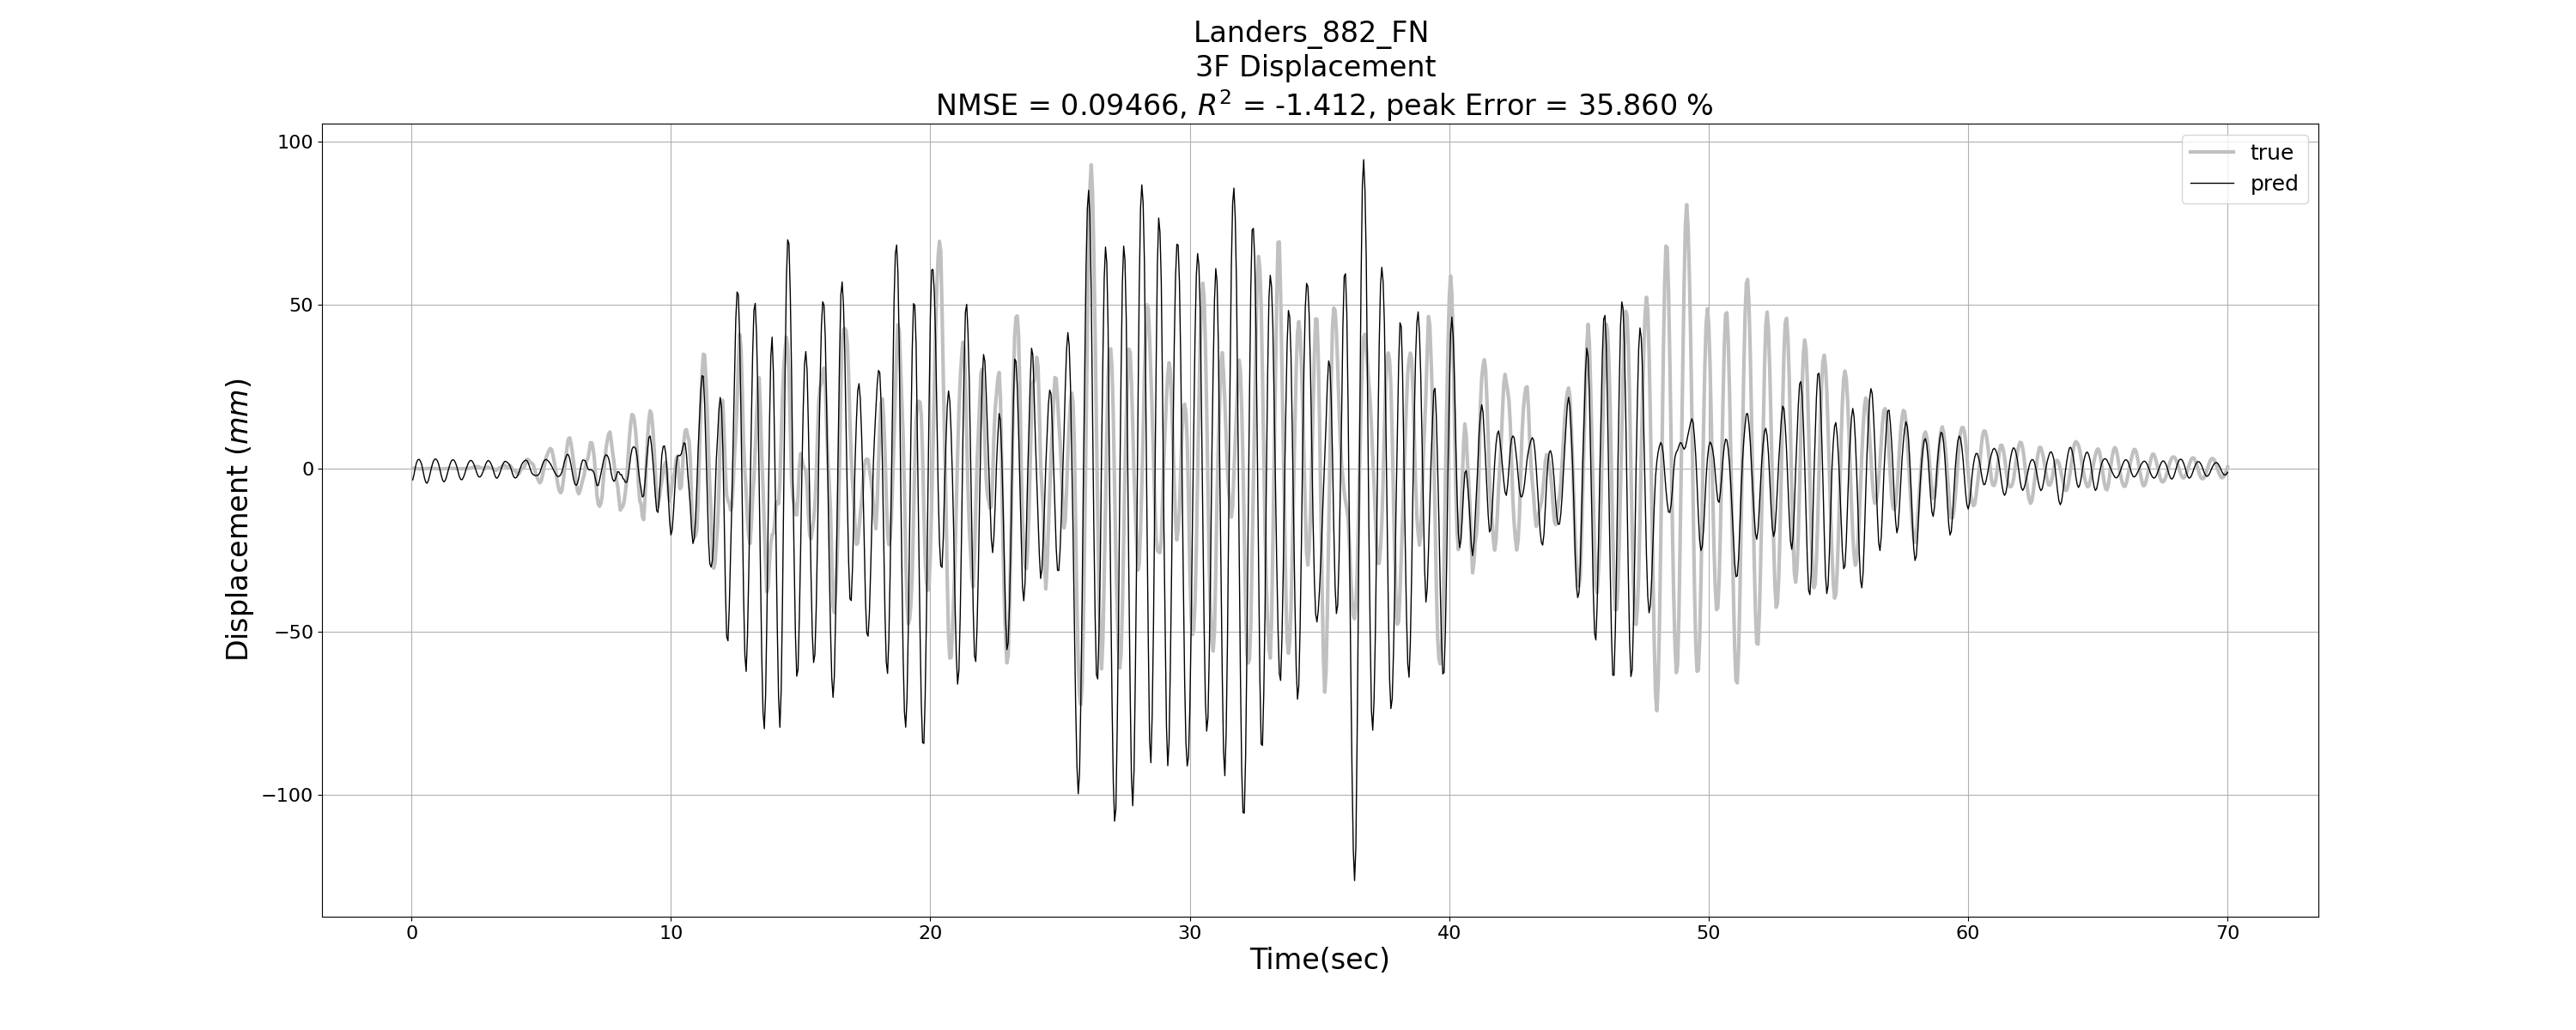 Landers_882_FN
3F Displacement
NMSE = 0.09466, R² = -1.412, peak Error = 35.860 %
100
50
0
−50
−100
Displacement (mm)
true
pred
0 10 20 30 40 50 60 70
Time(sec)